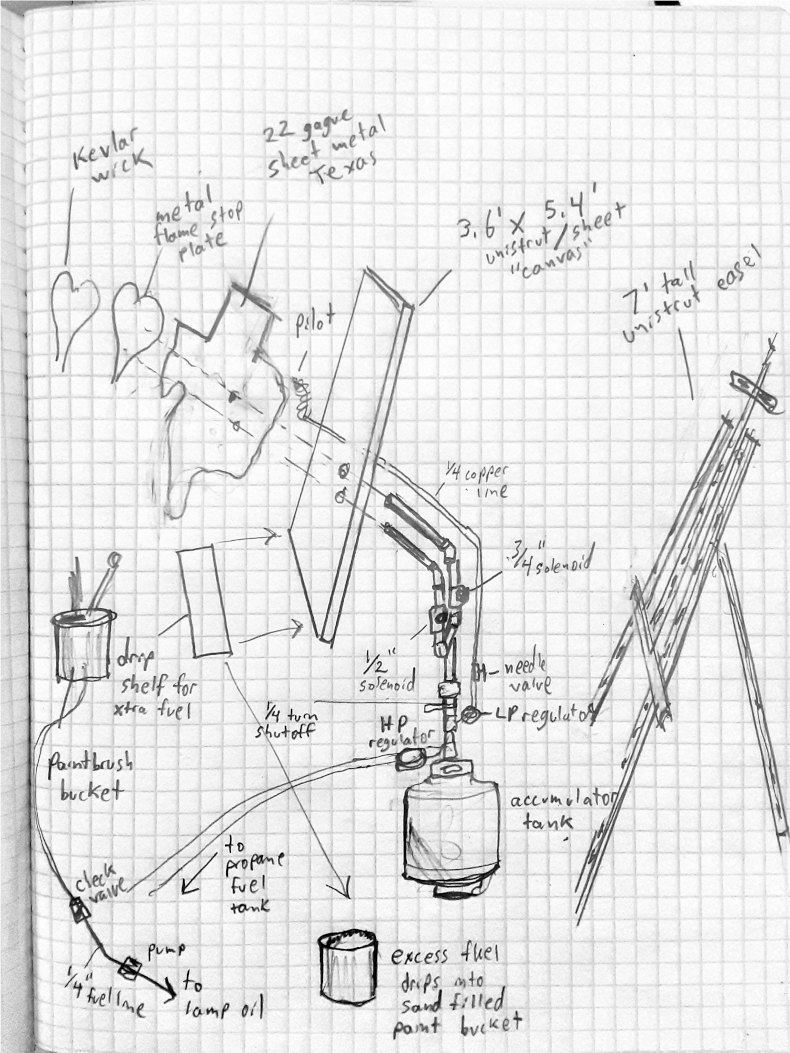 Kevlar
wick
22 gague
sheet metal
Texas
metal
flame stop
plate
3.6' x 5.4'
unistrut/sheet
"canvas"
7' tall
unistrut easel
pilot
1/4 copper
line
3/4" solenoid
1/2"
solenoid
needle
valve
drip
shelf for
xtra fuel
1/4 turn
shutoff
LP regulator
HP
regulator
paintbrush
bucket
accumulator
tank
to
propane
fuel
tank
check
valve
pump
1/4" fuel line
to
lamp oil
excess fuel
drips into
sand filled
paint bucket